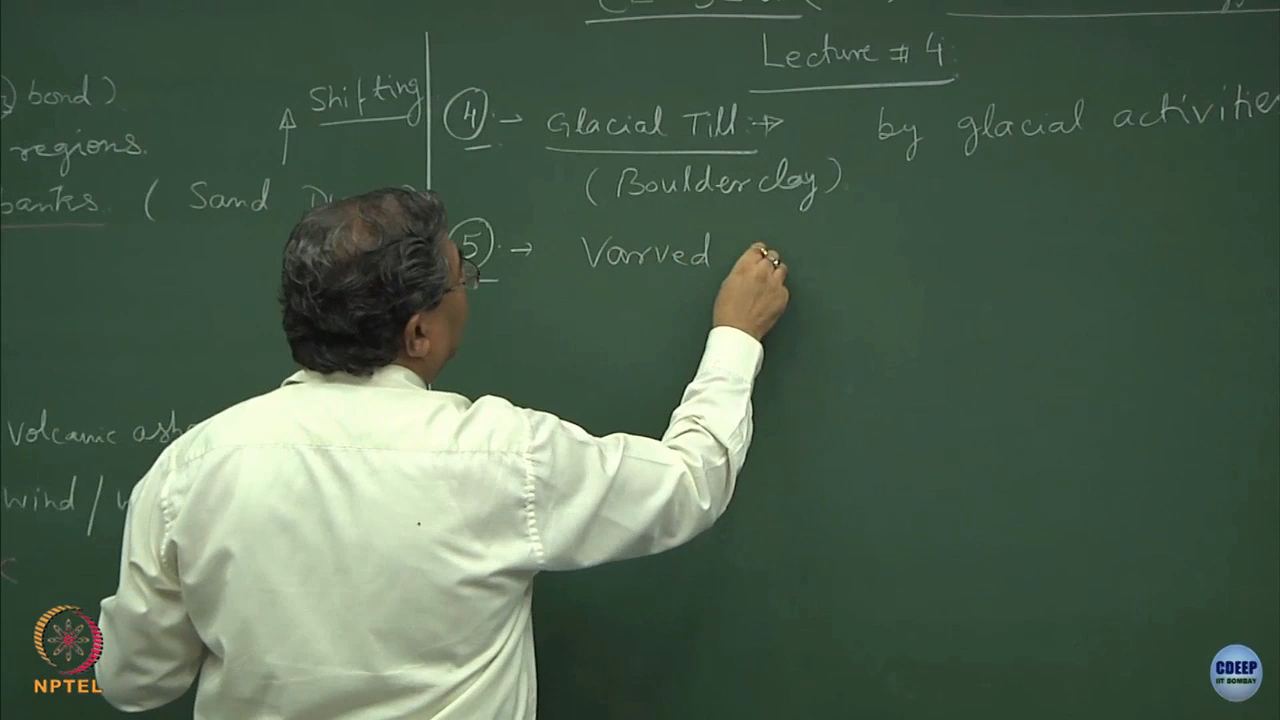 Lecture # 4
bond)
regions.
banks. ( Sand
Shifting
4 → Glacial Till → by glacial activities
(Boulder clay)
5 → Varved
Volcanic ash
wind /
NPTEL
CDEEP
IIT BOMBAY